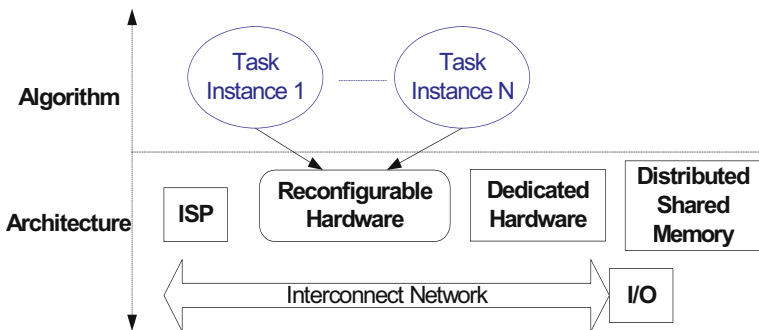 Task
Instance 1
Task
Instance N
Algorithm
Architecture
ISP
Reconfigurable
Hardware
Dedicated
Hardware
Distributed
Shared
Memory
Interconnect Network
I/O